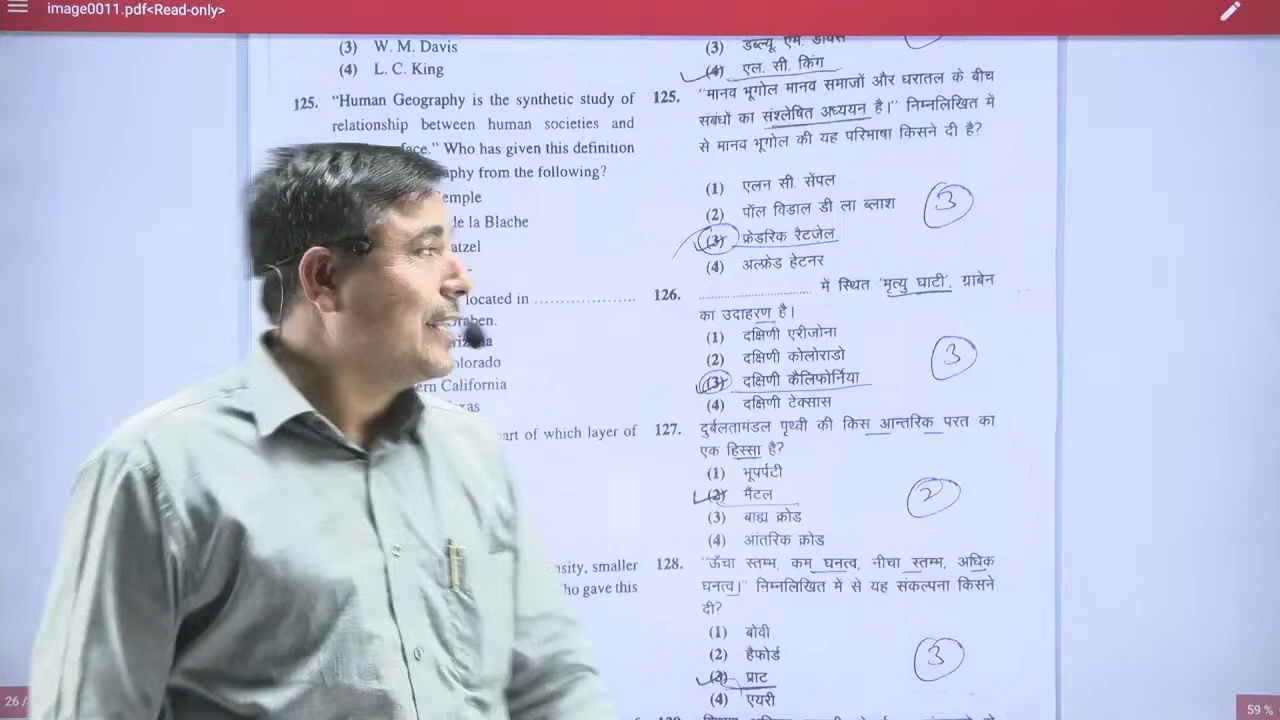 image0011.pdf<Read-only>
(3) W. M. Davis
(4) L. C. King
125. "Human Geography is the synthetic study of
relationship between human societies and
face." Who has given this definition
aphy from the following?
emple
de la Blache
atzel
located in ....................
raben.
olorado
ern California
xas
art of which layer of
nsity, smaller
ho gave this
(3) डब्ल्यू. एम. डेविस
(4) एल. सी. किंग
125. "मानव भूगोल मानव समाजों और धरातल के बीच
संबंधों का संश्लेषित अध्ययन है।" निम्नलिखित में
से मानव भूगोल की यह परिभाषा किसने दी है?
(1) एलन सी. सेंपल
(2) पॉल विडाल डी ला ब्लाश
3
(3) फ्रेडरिक रैटजेल
(4) अल्फ्रेड हेटनर
126. .............................. में स्थित 'मृत्यु घाटी', ग्राबेन
का उदाहरण है।
(1) दक्षिणी एरीजोना
(2) दक्षिणी कोलोराडो
3
(3) दक्षिणी कैलिफोर्निया
(4) दक्षिणी टेक्सास
127. दुर्बलतामंडल पृथ्वी की किस आन्तरिक परत का
एक हिस्सा है?
(1) भूपर्पटी
(2) मैंटल
2
(3) बाह्य क्रोड
(4) आंतरिक क्रोड
128. "ऊँचा स्तम्भ, कम घनत्व, नीचा स्तम्भ, अधिक
घनत्व।" निम्नलिखित में से यह संकल्पना किसने
दी?
(1) बोवी
(2) हैफोर्ड
3
(3) प्राट
(4) एयरी
26 /
59 %